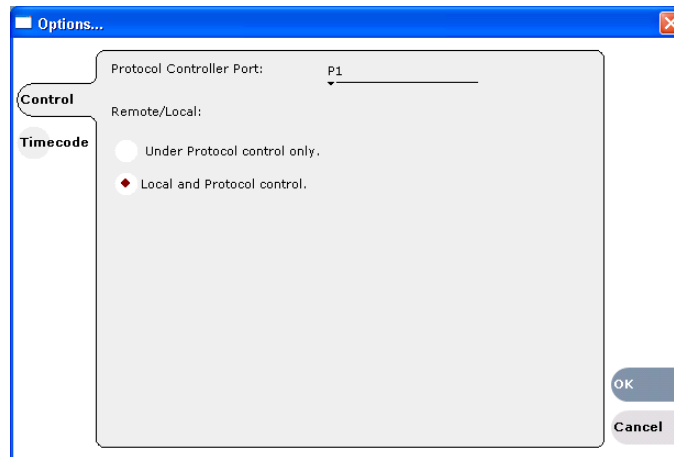 Options...
Protocol Controller Port: P1
Control
Remote/Local:
Timecode
Under Protocol control only.
Local and Protocol control.
OK
Cancel